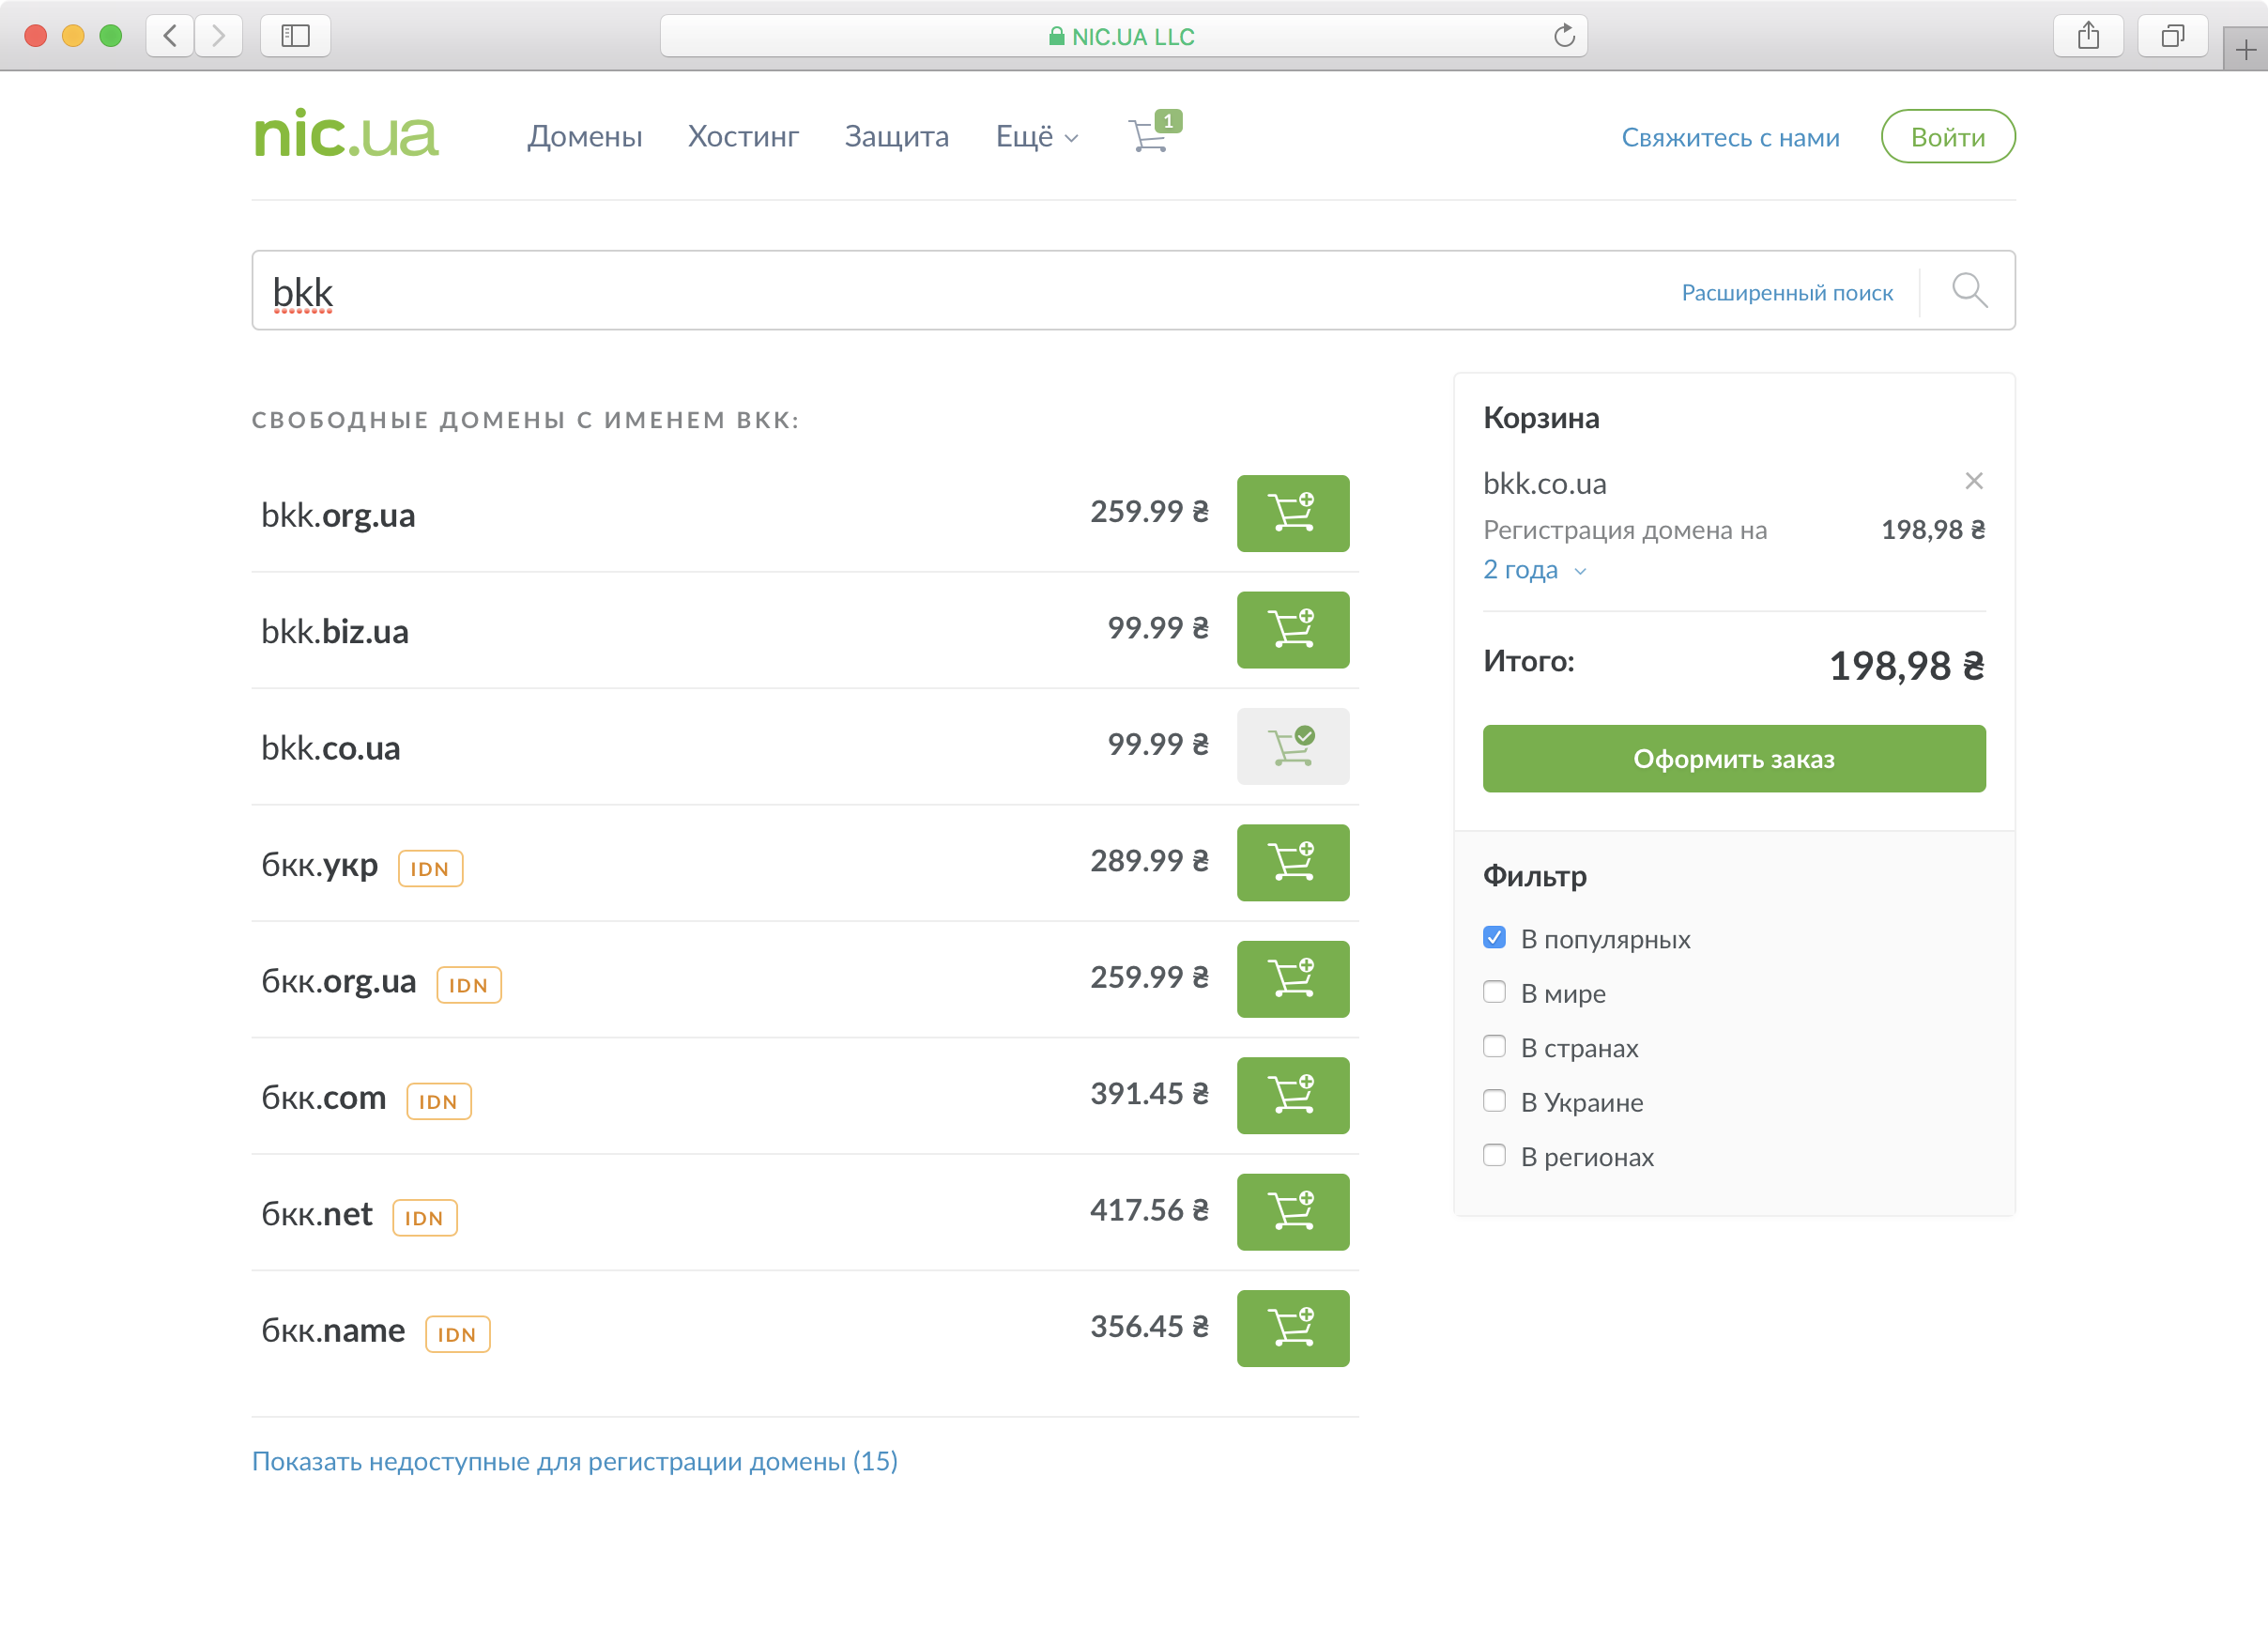 NIC.UA LLC
nic.ua
Домены
Хостинг
Защита
Ещё
1
Свяжитесь с нами
Войти
bkk
Расширенный поиск
СВОБОДНЫЕ ДОМЕНЫ С ИМЕНЕМ BKK:
bkk.org.ua 259.99 ₴
bkk.biz.ua 99.99 ₴
bkk.co.ua 99.99 ₴
бкк.укр IDN 289.99 ₴
бкк.org.ua IDN 259.99 ₴
бкк.com IDN 391.45 ₴
бкк.net IDN 417.56 ₴
бкк.name IDN 356.45 ₴
Показать недоступные для регистрации домены (15)
Корзина
bkk.co.ua
Регистрация домена на 198,98 ₴
2 года
Итого: 198,98 ₴
Оформить заказ
Фильтр
В популярных
В мире
В странах
В Украине
В регионах